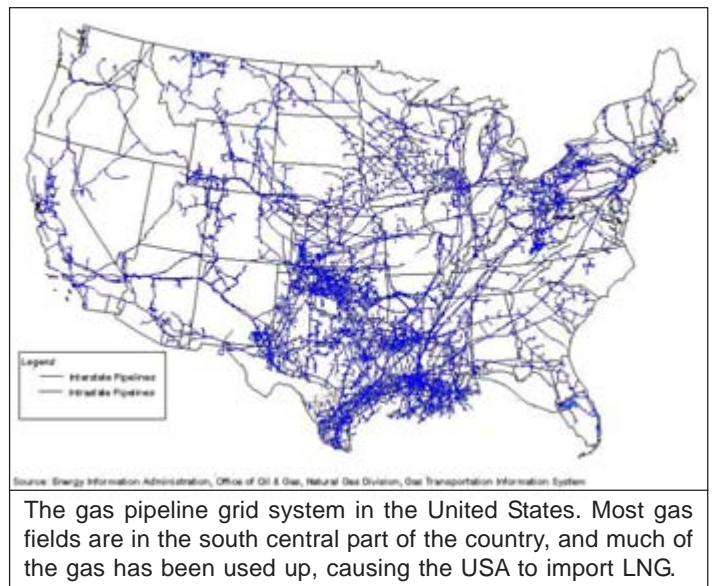 Legend
Interstate Pipelines
Intrastate Pipelines
Source: Energy Information Administration, Office of Oil & Gas, Natural Gas Division, Gas Transportation Information System
The gas pipeline grid system in the United States. Most gas
fields are in the south central part of the country, and much of
the gas has been used up, causing the USA to import LNG.